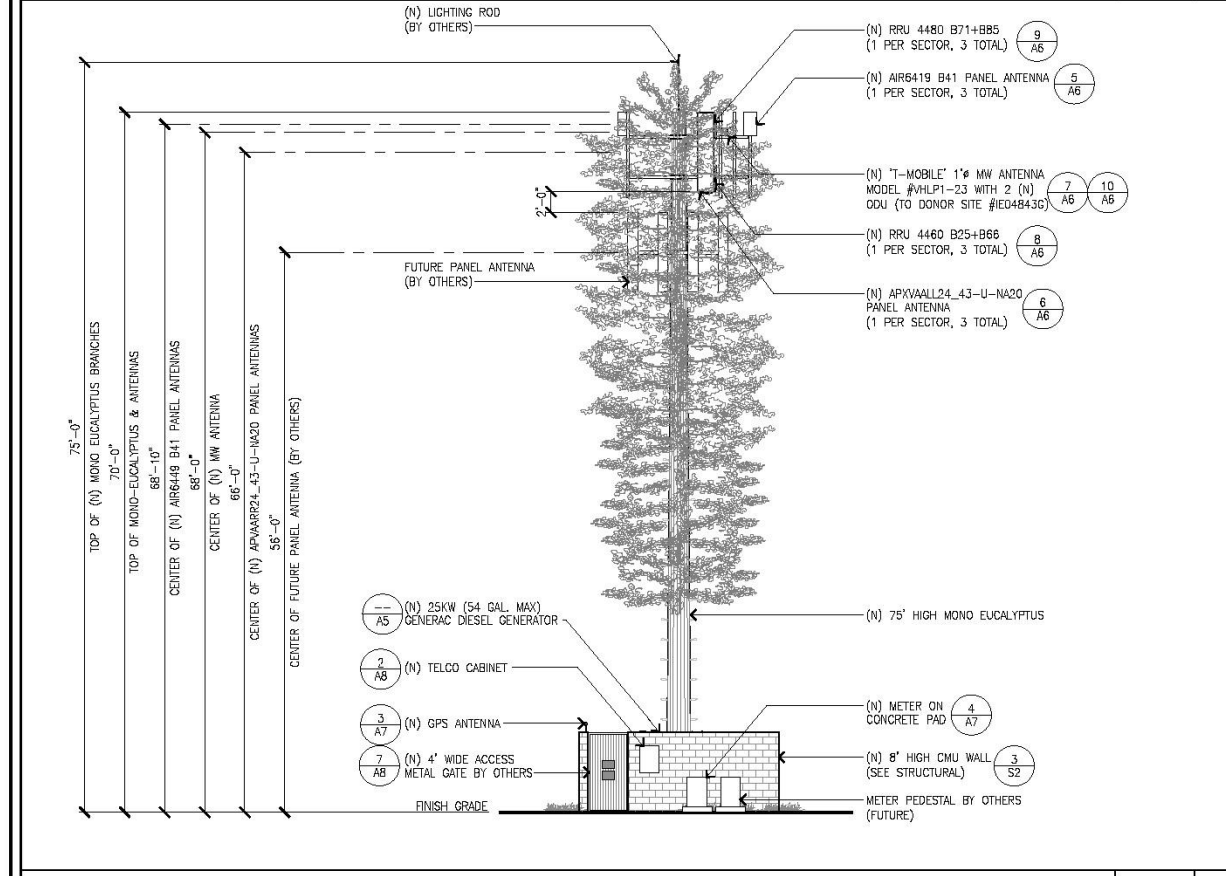 (N) LIGHTING ROD
(BY OTHERS)
(N) RRU 4480 B71+B85
(1 PER SECTOR, 3 TOTAL)
9
A6
(N) AIR6419 B41 PANEL ANTENNA
(1 PER SECTOR, 3 TOTAL)
5
A6
(N) 'T-MOBILE' 1'ø MW ANTENNA
MODEL #VHLP1-23 WITH 2 (N)
ODU (TO DONOR SITE #IE04843G)
7
A6
10
A6
(N) RRU 4460 B25+B66
(1 PER SECTOR, 3 TOTAL)
8
A6
(N) APXVAALL24_43-U-NA20
PANEL ANTENNA
(1 PER SECTOR, 3 TOTAL)
6
A6
2'-0"
FUTURE PANEL ANTENNA
(BY OTHERS)
75'-0"
TOP OF (N) MONO EUCALYPTUS BRANCHES
70'-0"
TOP OF MONO-EUCALYPTUS & ANTENNAS
68'-10"
CENTER OF (N) AIR6449 B41 PANEL ANTENNAS
68'-0"
CENTER OF (N) MW ANTENNA
66'-0"
CENTER OF (N) APVAARR24_43-U-NA20 PANEL ANTENNAS
56'-0"
CENTER OF FUTURE PANEL ANTENNA (BY OTHERS)
(N) 75' HIGH MONO EUCALYPTUS
--
A5
(N) 25KW (54 GAL. MAX)
GENERAC DIESEL GENERATOR
2
A8
(N) TELCO CABINET
3
A7
(N) GPS ANTENNA
7
A8
(N) 4' WIDE ACCESS
METAL GATE BY OTHERS
FINISH GRADE
(N) METER ON
CONCRETE PAD
4
A7
(N) 8' HIGH CMU WALL
(SEE STRUCTURAL)
3
S2
METER PEDESTAL BY OTHERS
(FUTURE)